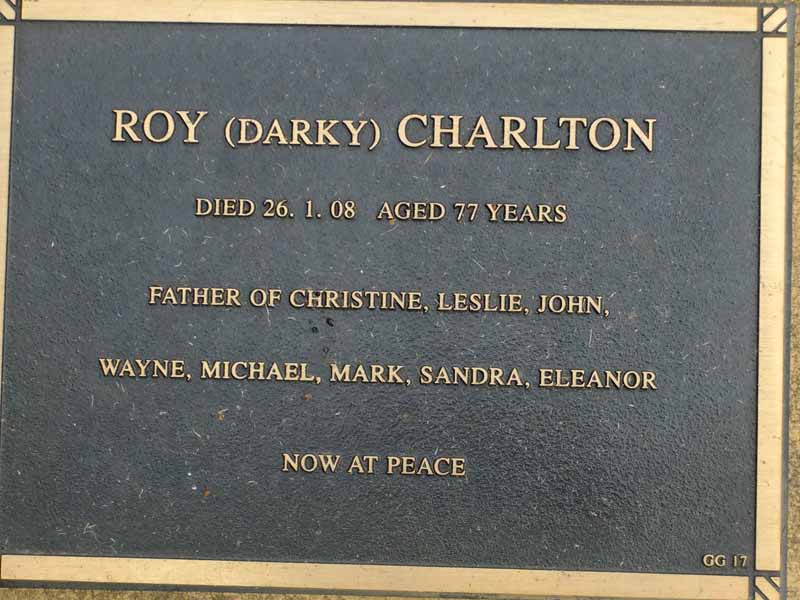 ROY (DARKY) CHARLTON
DIED 26. 1. 08 AGED 77 YEARS
FATHER OF CHRISTINE, LESLIE, JOHN,
WAYNE, MICHAEL, MARK, SANDRA, ELEANOR
NOW AT PEACE
GG 17